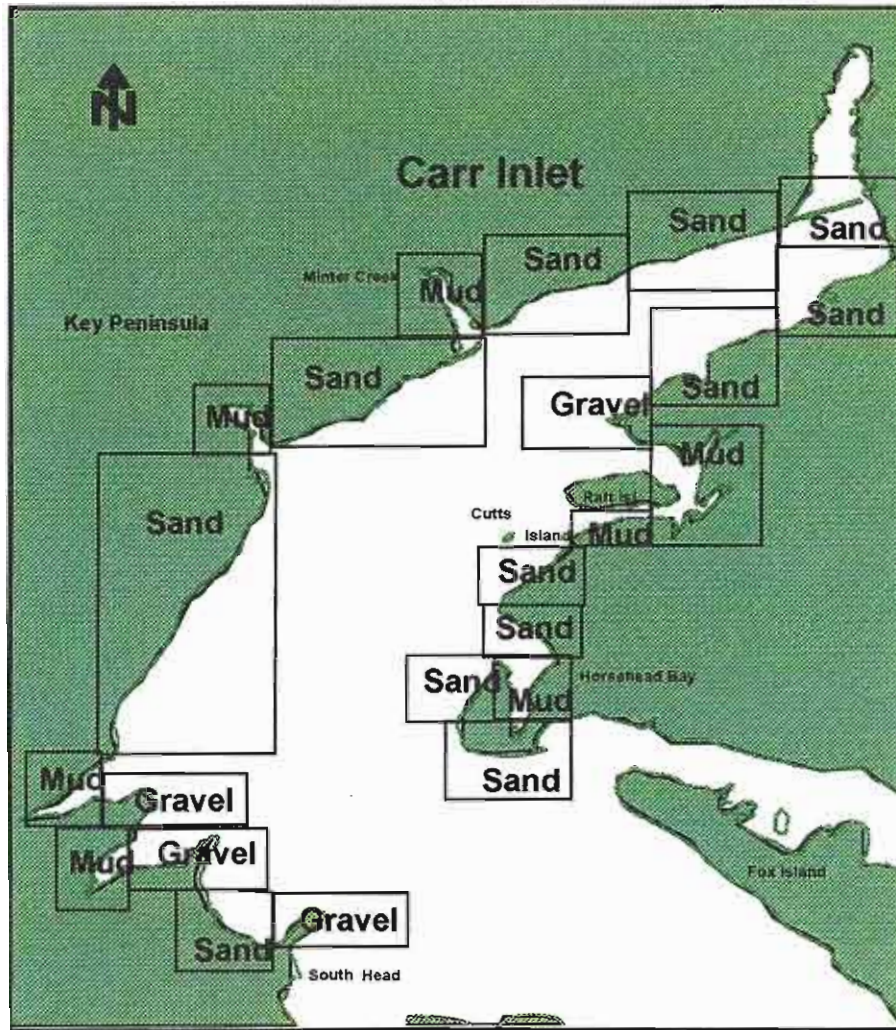 N
Carr Inlet
Sand
Sand
Sand
Minter Creek
Mud
Key Peninsula
Sand
Sand
Sand
Gravel
Mud
Mud
Raft Isl
Sand
Cutts
Island
Mud
Sand
Sand
Sand
Mud
Horsehead Bay
Mud
Gravel
Sand
Mud
Gravel
Fox Island
Gravel
Sand
South Head